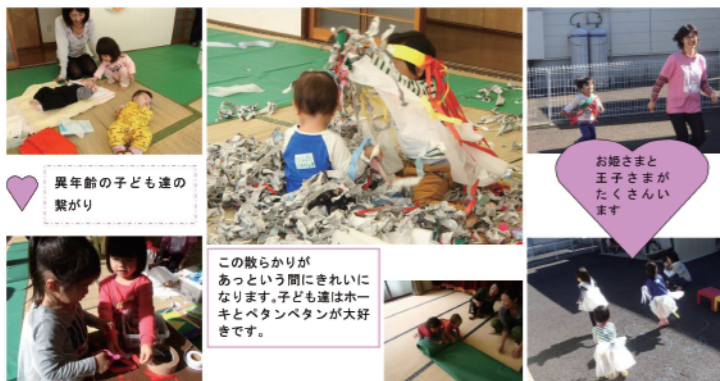 異年齢の子ども達の
繋がり
この散らかりが
あっという間にきれいに
なります。子ども達はホー
キとペタンペタンが大好
きです。
お姫さまと
王子さまが
たくさんい
ます